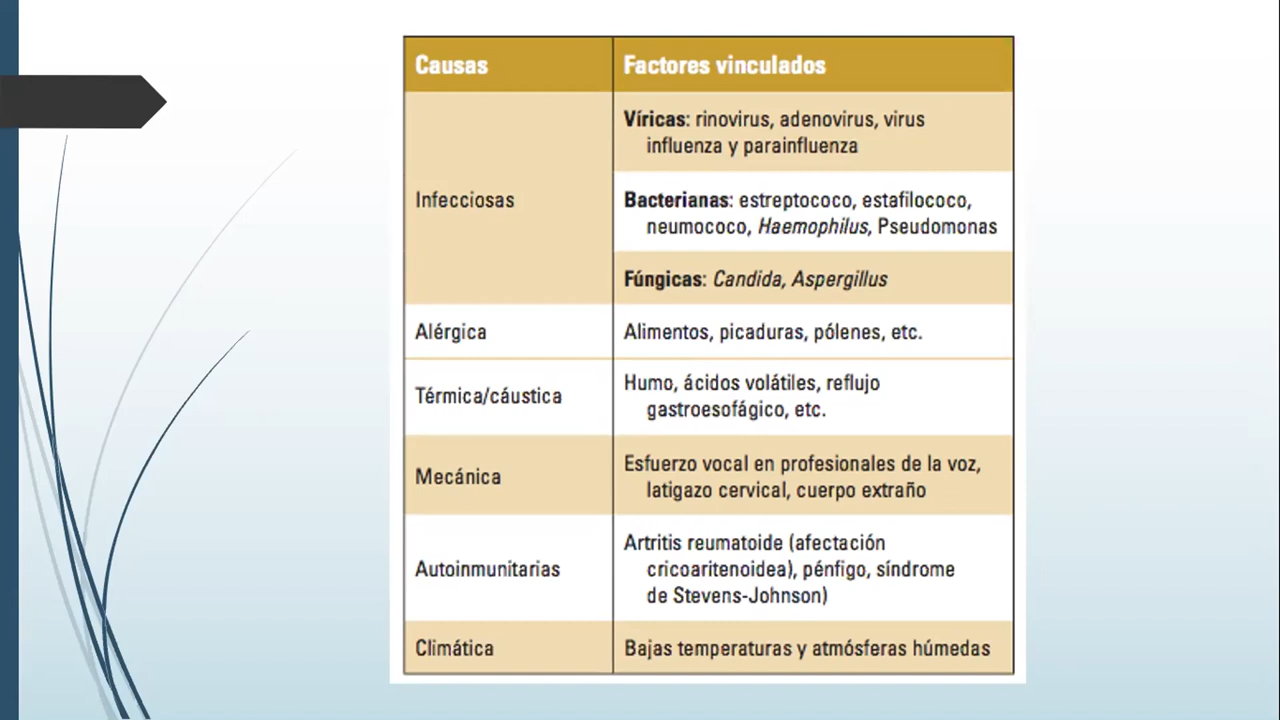 Causas
Factores vinculados
Infecciosas
Víricas: rinovirus, adenovirus, virus
influenza y parainfluenza
Bacterianas: estreptococo, estafilococo,
neumococo, Haemophilus, Pseudomonas
Fúngicas: Candida, Aspergillus
Alérgica
Alimentos, picaduras, pólenes, etc.
Térmica/cáustica
Humo, ácidos volátiles, reflujo
gastroesofágico, etc.
Mecánica
Esfuerzo vocal en profesionales de la voz,
latigazo cervical, cuerpo extraño
Autoinmunitarias
Artritis reumatoide (afectación
cricoaritenoidea), pénfigo, síndrome
de Stevens-Johnson)
Climática
Bajas temperaturas y atmósferas húmedas